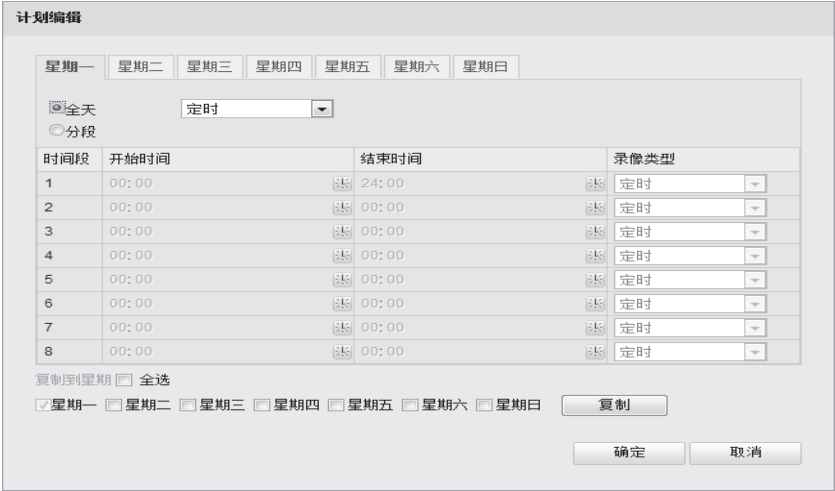 计划编辑
星期一 星期二 星期三 星期四 星期五 星期六 星期日
全天 定时
分段
时间段 开始时间 结束时间 录像类型
1 00:00 24:00 定时
2 00:00 00:00 定时
3 00:00 00:00 定时
4 00:00 00:00 定时
5 00:00 00:00 定时
6 00:00 00:00 定时
7 00:00 00:00 定时
8 00:00 00:00 定时
复制到星期 全选
星期一 星期二 星期三 星期四 星期五 星期六 星期日 复制
确定 取消